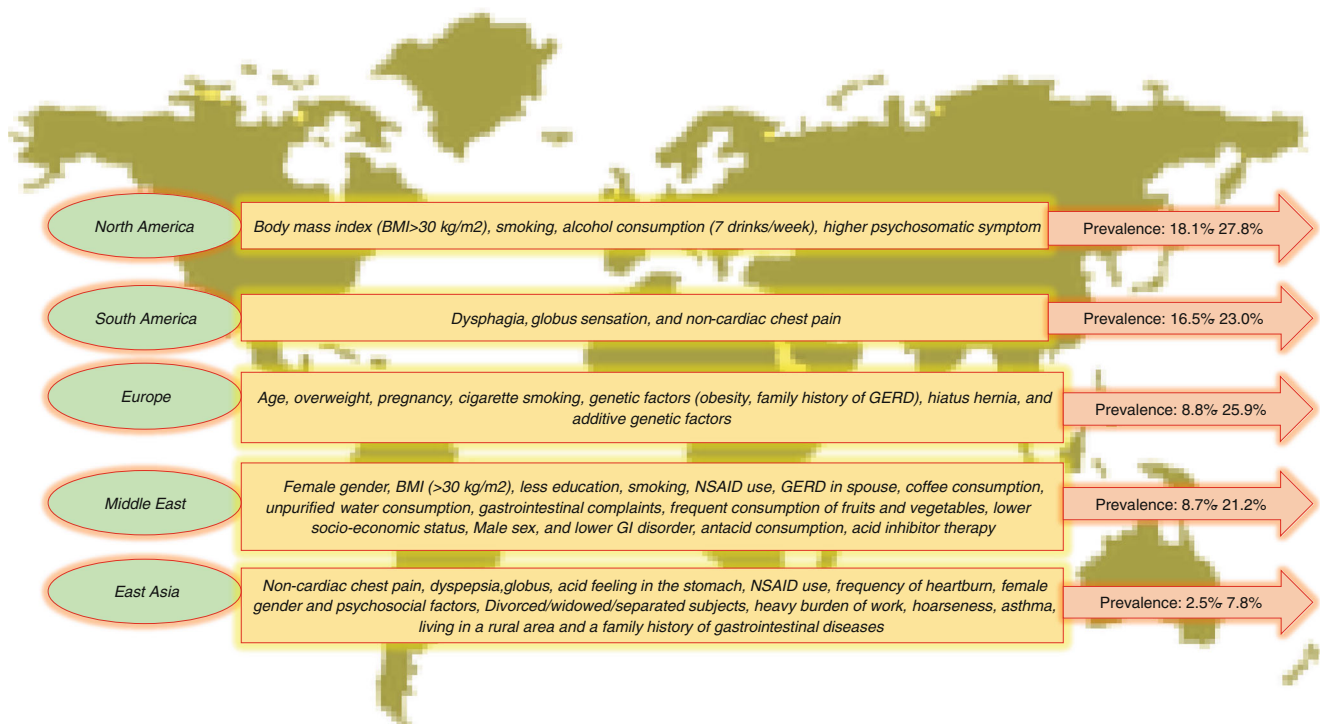 North America
Body mass index (BMI>30 kg/m2), smoking, alcohol consumption (7 drinks/week), higher psychosomatic symptom
Prevalence: 18.1%- 27.8%
South America
Dysphagia, globus sensation, and non-cardiac chest pain
Prevalence: 16.5%- 23.0%
Europe
Age, overweight, pregnancy, cigarette smoking, genetic factors (obesity, family history of GERD), hiatus hernia, and
additive genetic factors
Prevalence: 8.8%- 25.9%
Middle East
Female gender, BMI (>30 kg/m2), less education, smoking, NSAID use, GERD in spouse, coffee consumption,
unpurified water consumption, gastrointestinal complaints, frequent consumption of fruits and vegetables, lower
socio-economic status, Male sex, and lower GI disorder, antacid consumption, acid inhibitor therapy
Prevalence: 8.7%- 21.2%
East Asia
Non-cardiac chest pain, dyspepsia,globus, acid feeling in the stomach, NSAID use, frequency of heartburn, female
gender and psychosocial factors, Divorced/widowed/separated subjects, heavy burden of work, hoarseness, asthma,
living in a rural area and a family history of gastrointestinal diseases
Prevalence: 2.5%- 7.8%